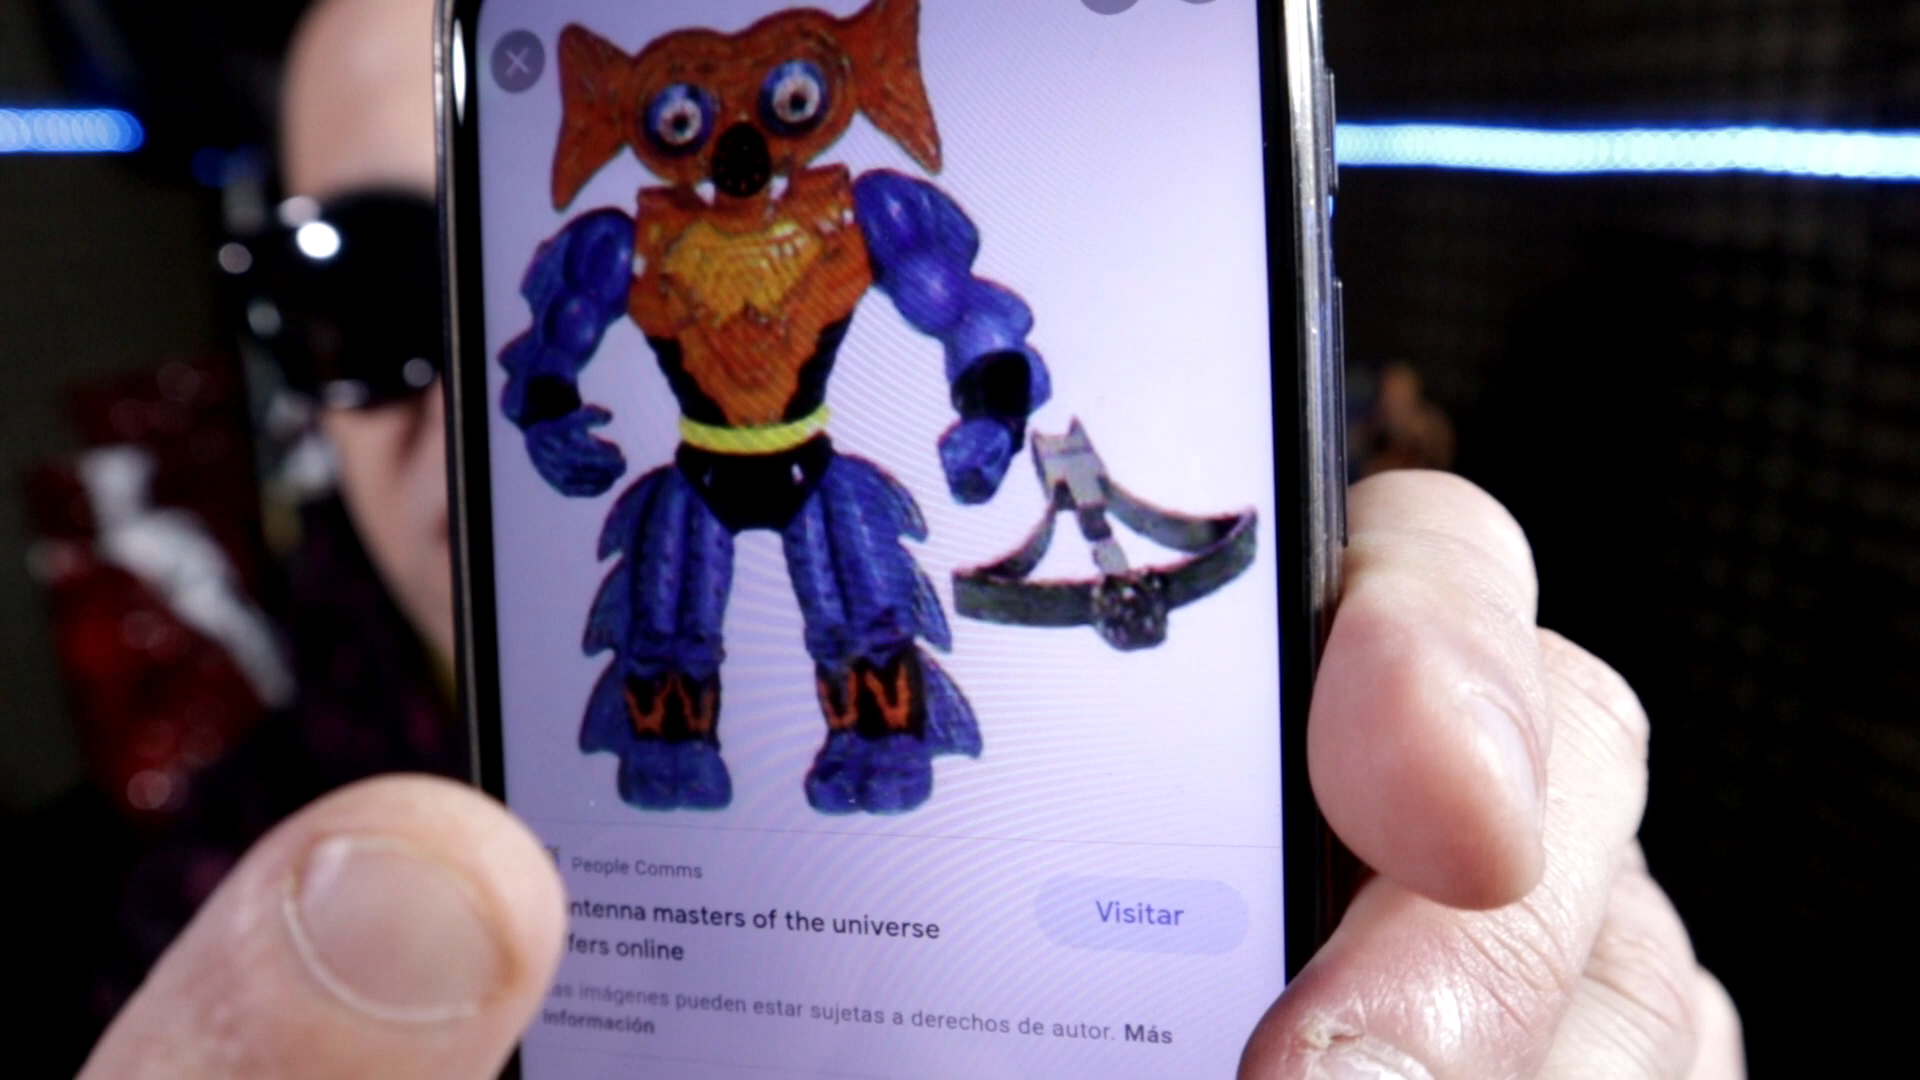 People Comms
ntenna masters of the universe
fers online
Visitar
as imágenes pueden estar sujetas a derechos de autor. Más
información